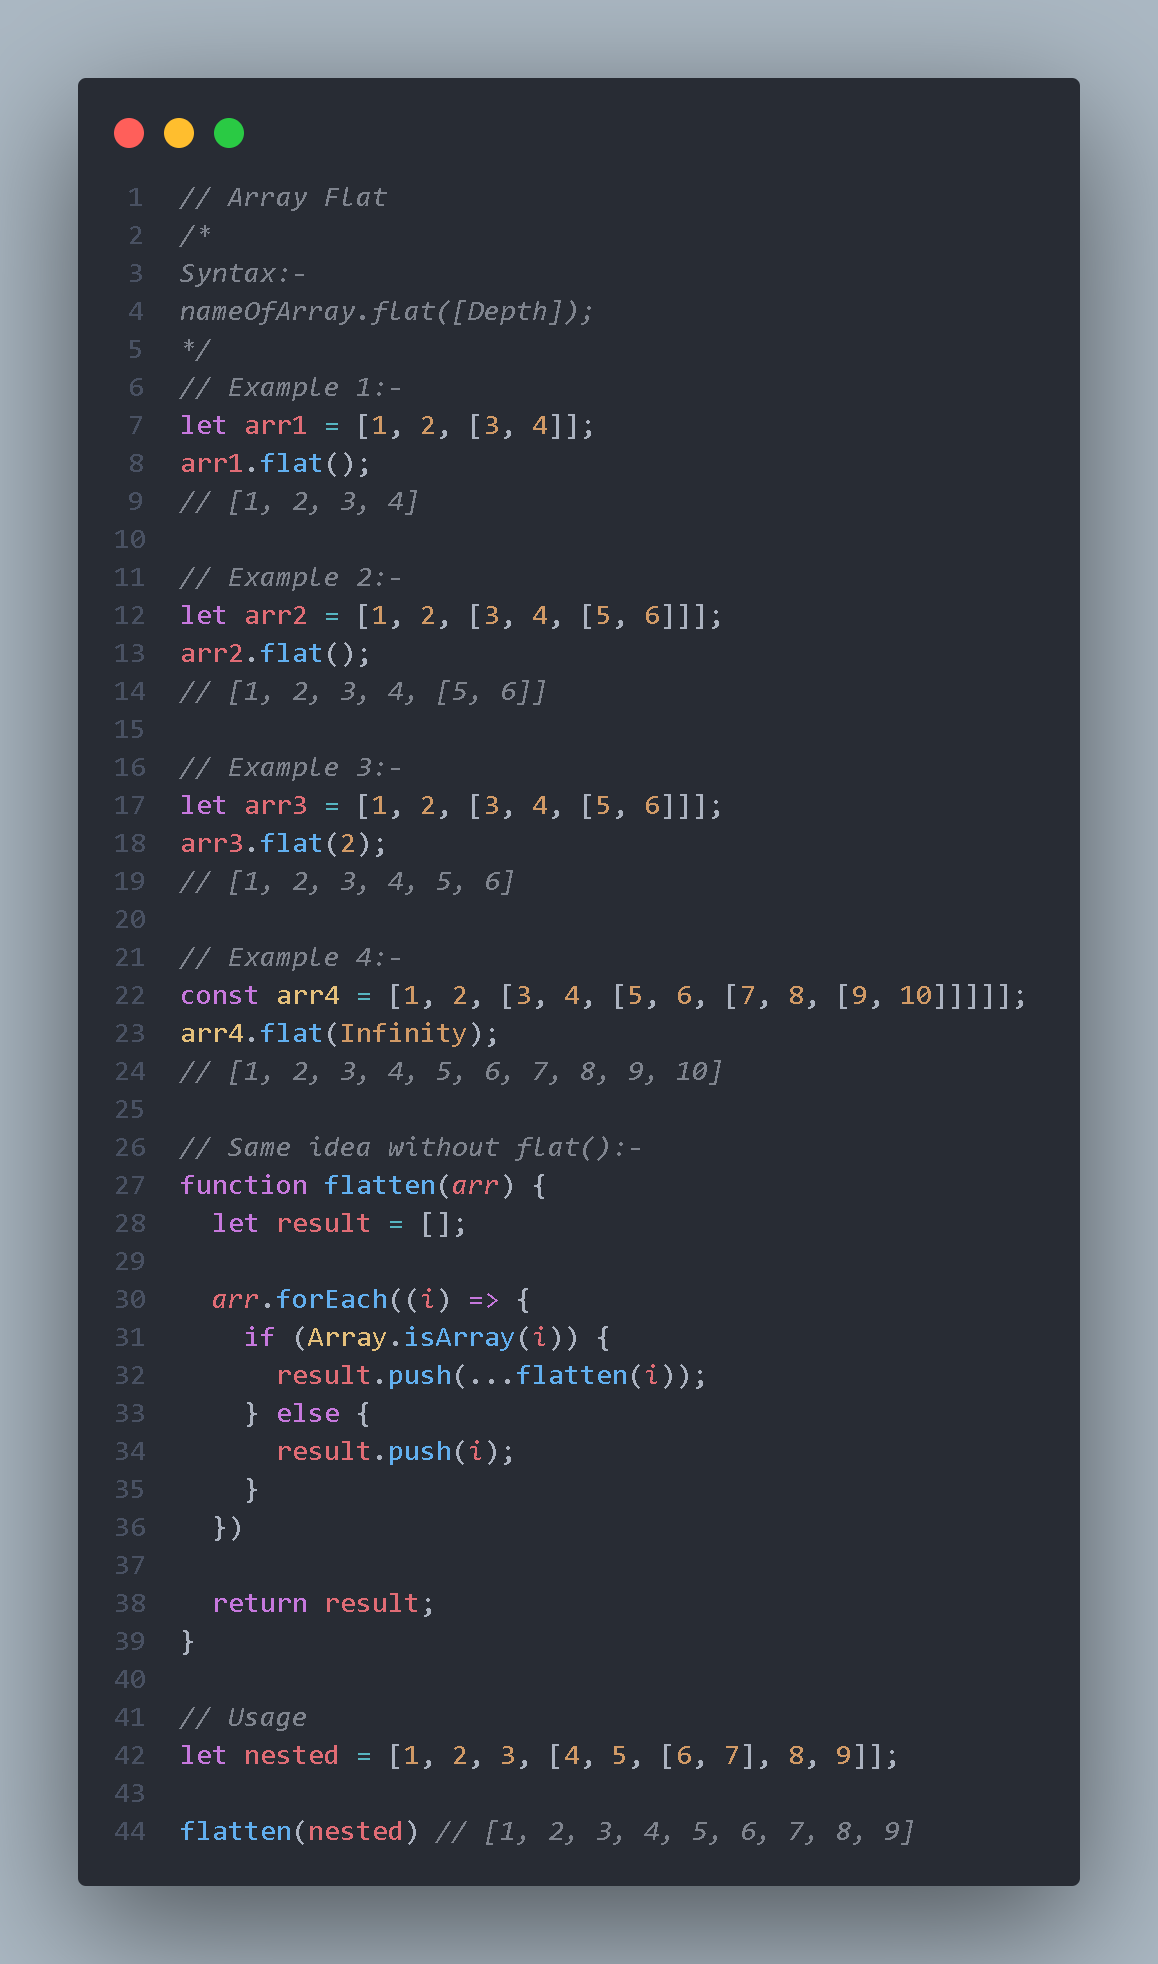 1 // Array Flat
2 /*
3 Syntax:-
4 nameOfArray.flat([Depth]);
5 */
6 // Example 1:-
7 let arr1 = [1, 2, [3, 4]];
8 arr1.flat();
9 // [1, 2, 3, 4]
10
11 // Example 2:-
12 let arr2 = [1, 2, [3, 4, [5, 6]]];
13 arr2.flat();
14 // [1, 2, 3, 4, [5, 6]]
15
16 // Example 3:-
17 let arr3 = [1, 2, [3, 4, [5, 6]]];
18 arr3.flat(2);
19 // [1, 2, 3, 4, 5, 6]
20
21 // Example 4:-
22 const arr4 = [1, 2, [3, 4, [5, 6, [7, 8, [9, 10]]]]];
23 arr4.flat(Infinity);
24 // [1, 2, 3, 4, 5, 6, 7, 8, 9, 10]
25
26 // Same idea without flat():-
27 function flatten(arr) {
28   let result = [];
29
30   arr.forEach((i) => {
31     if (Array.isArray(i)) {
32       result.push(...flatten(i));
33     } else {
34       result.push(i);
35     }
36   })
37
38   return result;
39 }
40
41 // Usage
42 let nested = [1, 2, 3, [4, 5, [6, 7], 8, 9]];
43
44 flatten(nested) // [1, 2, 3, 4, 5, 6, 7, 8, 9]